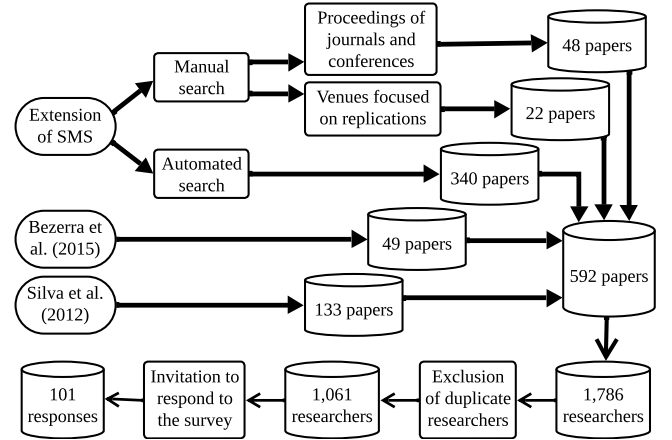 Proceedings of
journals and
conferences
48 papers
Manual
search
Venues focused
on replications
22 papers
Extension
of SMS
Automated
search
340 papers
Bezerra et
al. (2015)
49 papers
592 papers
Silva et al.
(2012)
133 papers
101
responses
Invitation to
respond to
the survey
1,061
researchers
Exclusion
of duplicate
researchers
1,786
researchers